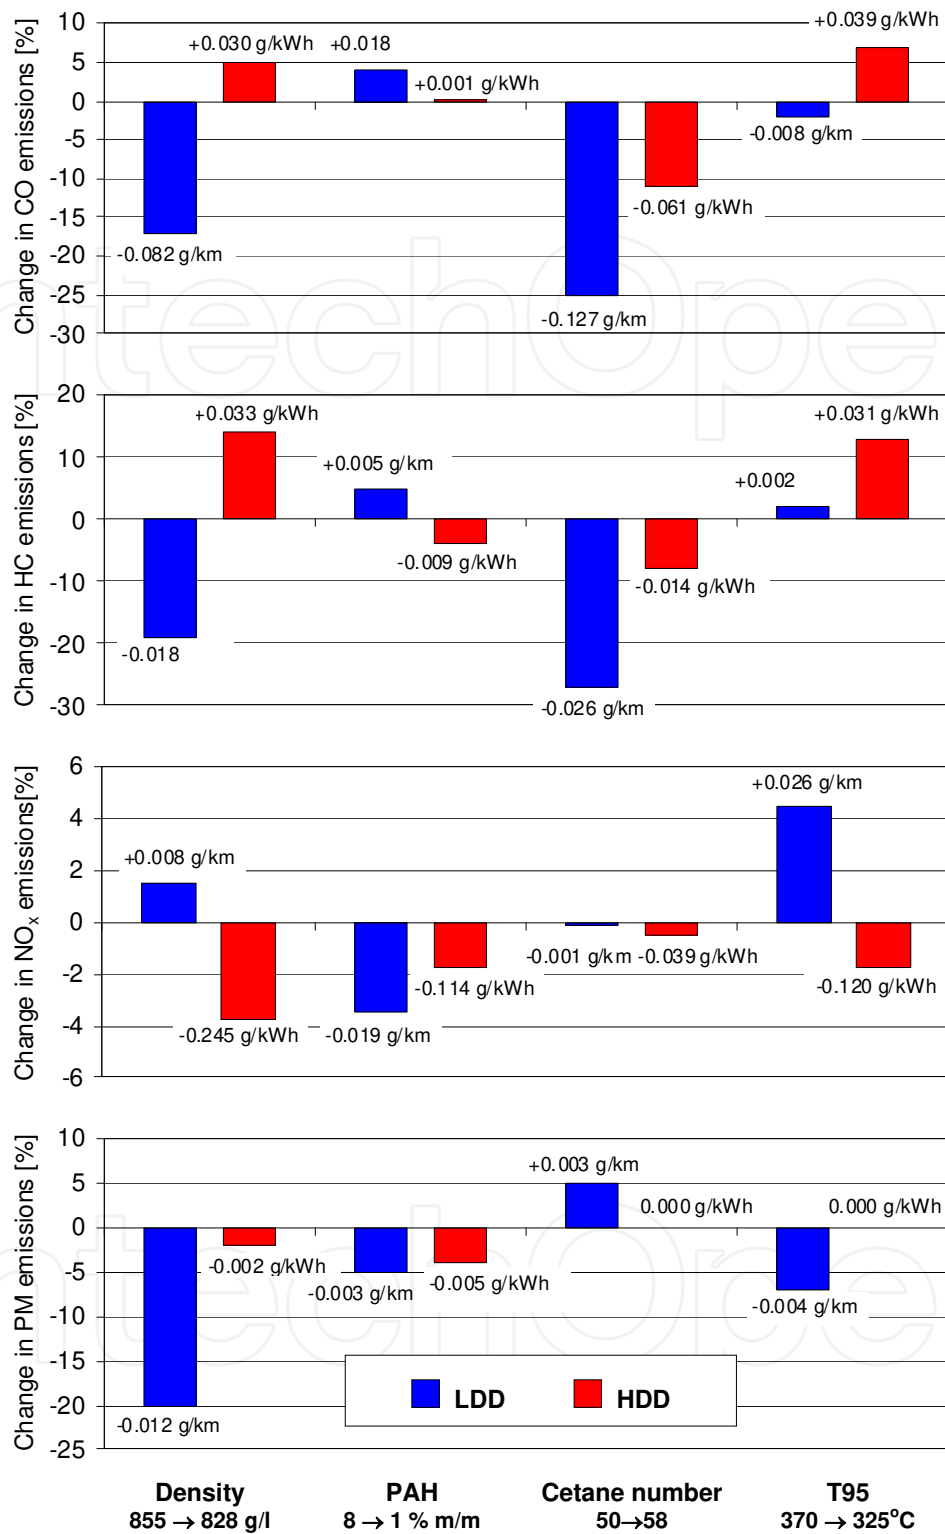 Change in CO emissions [%]
10
5
0
-5
-10
-15
-20
-25
-30
+0.030 g/kWh
+0.018
+0.001 g/kWh
+0.039 g/kWh
-0.008 g/km
-0.061 g/kWh
-0.082 g/km
-0.127 g/km
Change in HC emissions [%]
20
10
0
-10
-20
-30
+0.033 g/kWh
+0.005 g/km
+0.002
+0.031 g/kWh
-0.009 g/kWh
-0.014 g/kWh
-0.018
-0.026 g/km
Change in NOx emissions[%]
6
4
2
0
-2
-4
-6
+0.008 g/km
+0.026 g/km
-0.001 g/km
-0.039 g/kWh
-0.114 g/kWh
-0.120 g/kWh
-0.245 g/kWh
-0.019 g/km
Change in PM emissions [%]
10
5
0
-5
-10
-15
-20
-25
+0.003 g/km
0.000 g/kWh
0.000 g/kWh
-0.002 g/kWh
-0.003 g/km
-0.005 g/kWh
-0.004 g/km
-0.012 g/km
LDD
HDD
Density
855 → 828 g/l
PAH
8 → 1 % m/m
Cetane number
50→58
T95
370 → 325°C
ntechOpe
ntechOpe